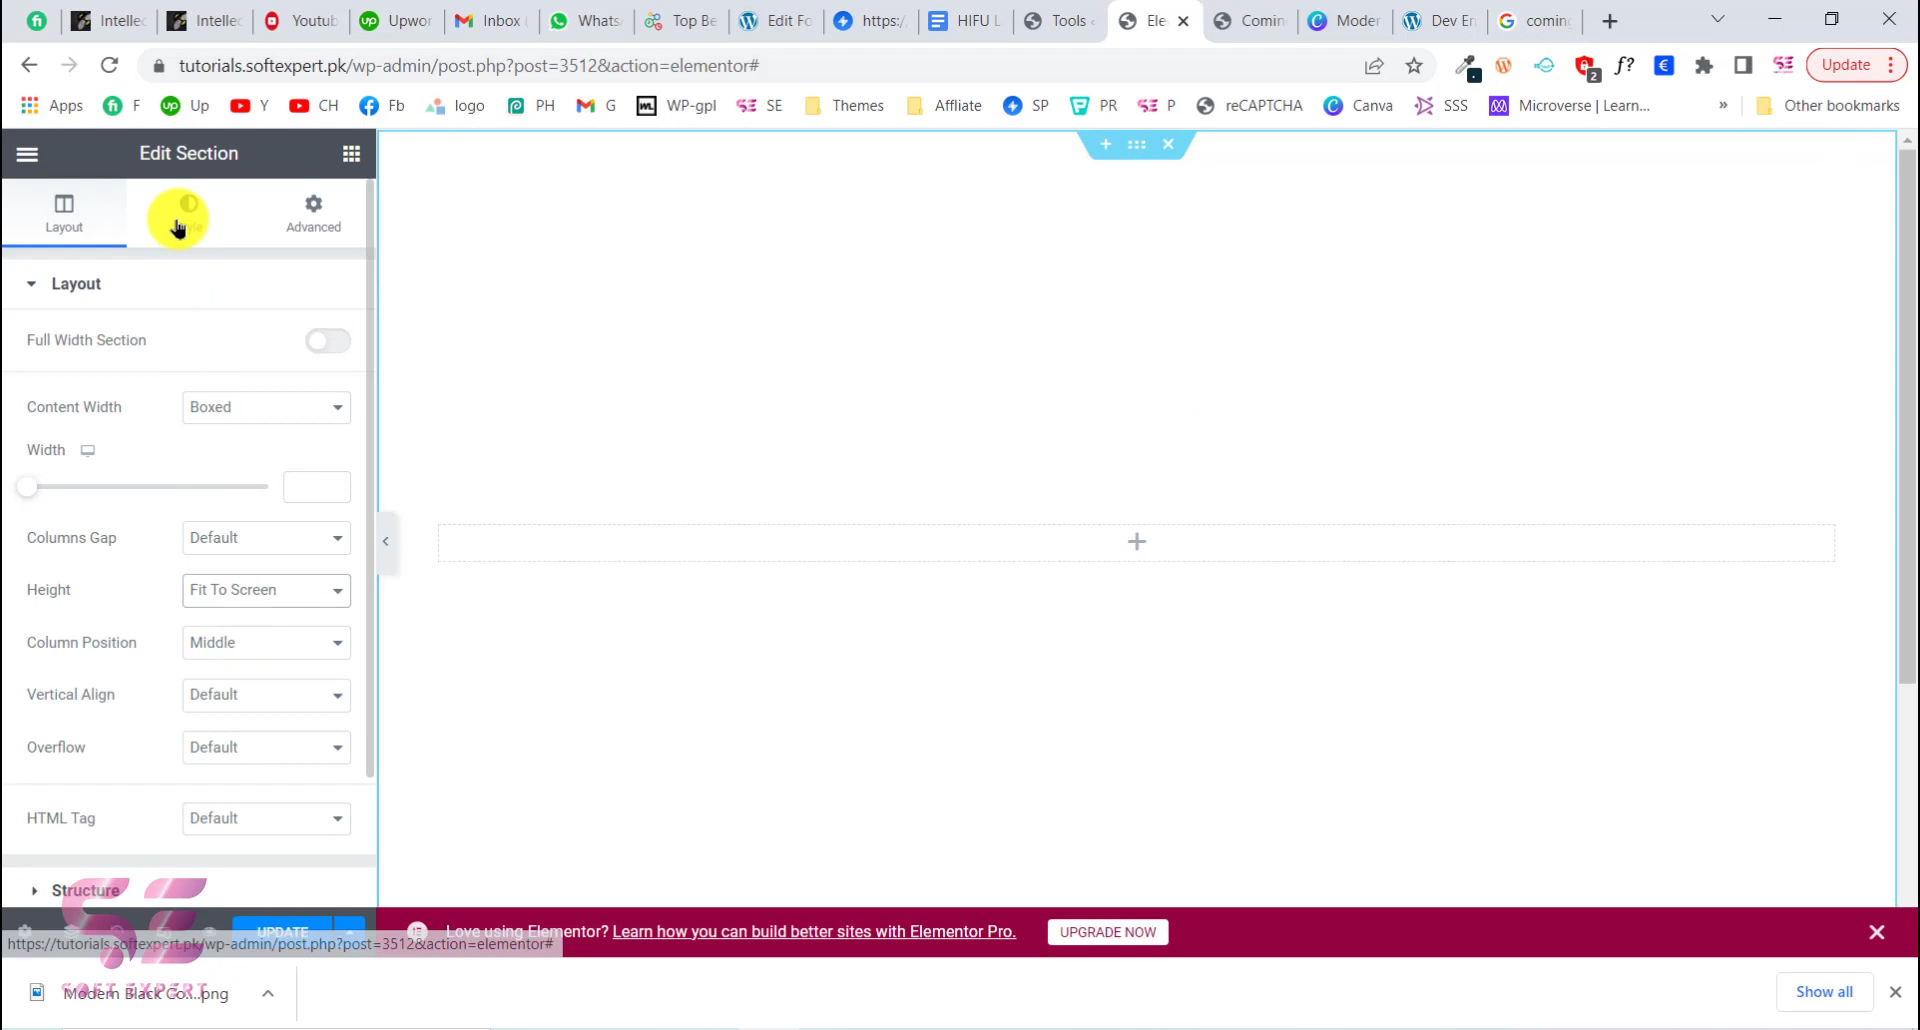 Intellec
Intellec
Youtub
Upwor
Inbox
Whats
Top Be
Edit Fo
https:/
HIFU L
Tools
Ele
Comin
Moder
Dev En
coming
tutorials.softexpert.pk/wp-admin/post.php?post=3512&action=elementor#
Update
Apps
F
Up
Y
CH
Fb
logo
PH
G
WP-gpl
SE
Themes
Affliate
SP
PR
P
reCAPTCHA
Canva
SSS
Microverse | Learn...
»
Other bookmarks
Edit Section
Layout
Advanced
Layout
Full Width Section
Content Width
Boxed
Width
Columns Gap
Default
Height
Fit To Screen
Column Position
Middle
Vertical Align
Default
Overflow
Default
HTML Tag
Default
Structure
UPDATE
Love using Elementor? Learn how you can build better sites with Elementor Pro.
UPGRADE NOW
https://tutorials.softexpert.pk/wp-admin/post.php?post=3512&action=elementor#
Modern Black Co....png
SOFT EXPERT
Show all